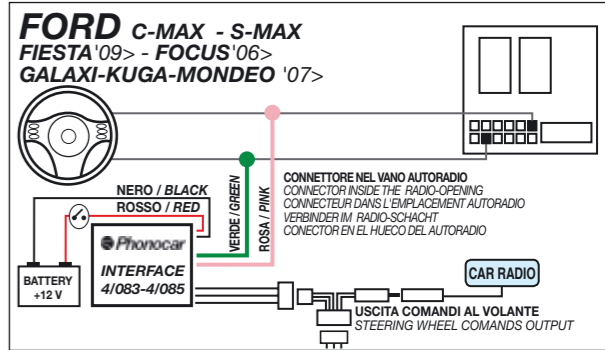 FORD C-MAX - S-MAX
FIESTA'09> - FOCUS'06>
GALAXI-KUGA-MONDEO '07>
NERO / BLACK
ROSSO / RED
VERDE / GREEN
ROSA / PINK
CONNETTORE NEL VANO AUTORADIO
CONNECTOR INSIDE THE RADIO-OPENING
CONNECTEUR DANS L'EMPLACEMENT AUTORADIO
VERBINDER IM RADIO-SCHACHT
CONECTOR EN EL HUECO DEL AUTORADIO
Phonocar
INTERFACE
4/083-4/085
BATTERY
+12 V
CAR RADIO
USCITA COMANDI AL VOLANTE
STEERING WHEEL COMANDS OUTPUT